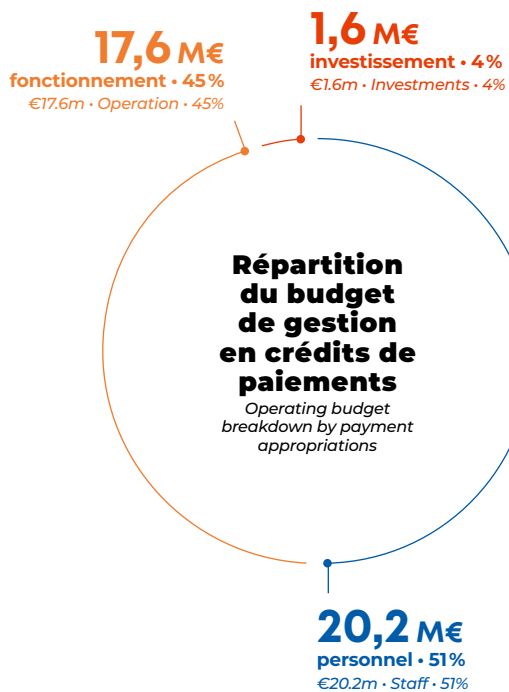 17,6 M€
fonctionnement • 45 %
€17.6m • Operation • 45%
1,6 M€
investissement • 4 %
€1.6m • Investments • 4%
Répartition
du budget
de gestion
en crédits de
paiements
Operating budget
breakdown by payment
appropriations
20,2 M€
personnel • 51 %
€20.2m • Staff • 51%